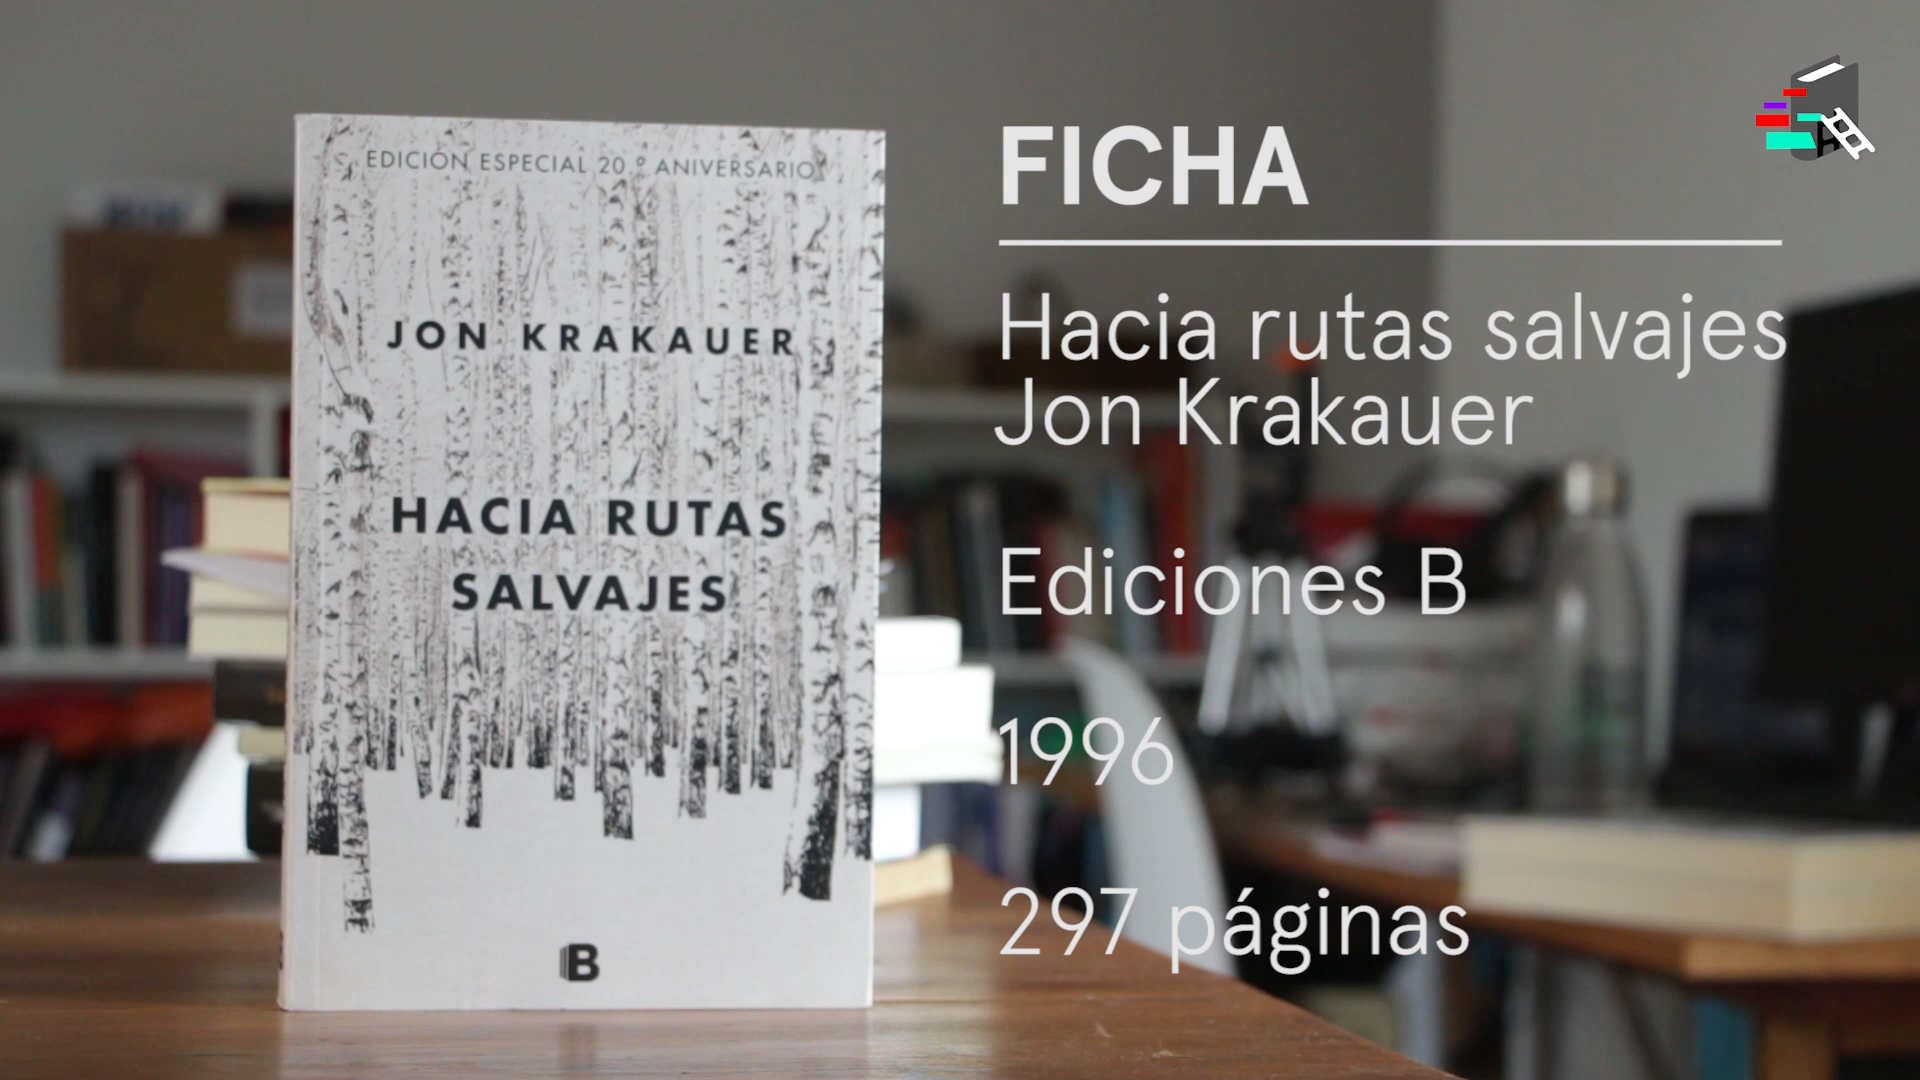 EDICIÓN ESPECIAL 20.º ANIVERSARIO
JON KRAKAUER
HACIA RUTAS
SALVAJES
B
FICHA
Hacia rutas salvajes
Jon Krakauer
Ediciones B
1996
297 páginas